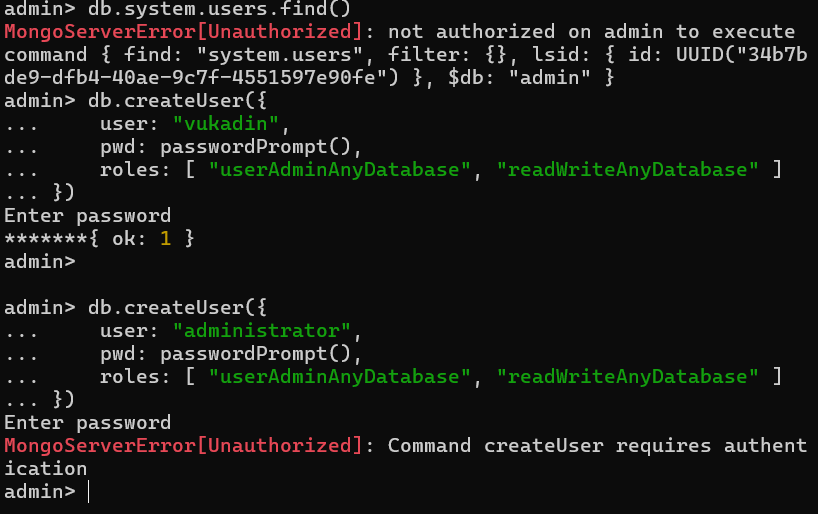 admin> db.system.users.find()
MongoServerError[Unauthorized]: not authorized on admin to execute
command { find: "system.users", filter: {}, lsid: { id: UUID("34b7b
de9-dfb4-40ae-9c7f-4551597e90fe") }, $db: "admin" }
admin> db.createUser({
...     user: "vukadin",
...     pwd: passwordPrompt(),
...     roles: [ "userAdminAnyDatabase", "readWriteAnyDatabase" ]
... })
Enter password
*******{ ok: 1 }
admin>
admin> db.createUser({
...     user: "administrator",
...     pwd: passwordPrompt(),
...     roles: [ "userAdminAnyDatabase", "readWriteAnyDatabase" ]
... })
Enter password
MongoServerError[Unauthorized]: Command createUser requires authent
ication
admin>